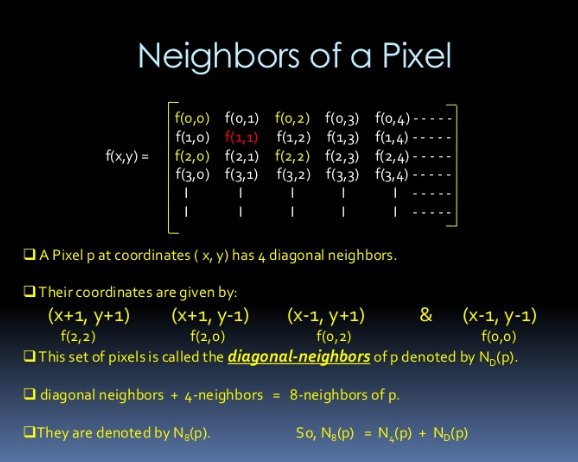 Neighbors of a Pixel
f(0,0) f(0,1) f(0,2) f(0,3) f(0,4) - - - - -
f(1,0) f(1,1) f(1,2) f(1,3) f(1,4) - - - - -
f(x,y) = f(2,0) f(2,1) f(2,2) f(2,3) f(2,4) - - - - -
f(3,0) f(3,1) f(3,2) f(3,3) f(3,4) - - - - -
I I I I I - - - - -
I I I I I - - - - -
❑ A Pixel p at coordinates ( x, y) has 4 diagonal neighbors.
❑ Their coordinates are given by:
(x+1, y+1) (x+1, y-1) (x-1, y+1) & (x-1, y-1)
f(2,2) f(2,0) f(0,2) f(0,0)
❑ This set of pixels is called the diagonal-neighbors of p denoted by N_D(p).
❑ diagonal neighbors + 4-neighbors = 8-neighbors of p.
❑ They are denoted by N_8(p). So, N_8(p) = N_4(p) + N_D(p)